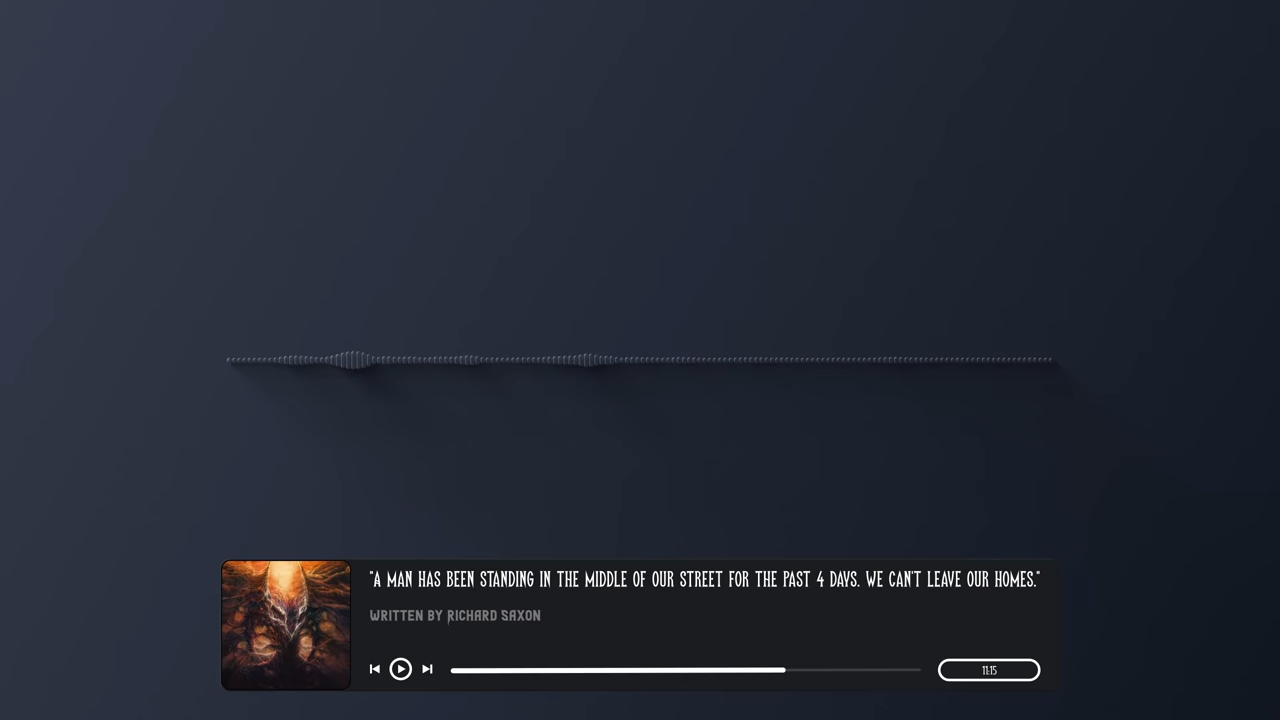 "A MAN HAS BEEN STANDING IN THE MIDDLE OF OUR STREET FOR THE PAST 4 DAYS. WE CAN'T LEAVE OUR HOMES."
WRITTEN BY RICHARD SAXON
11:15